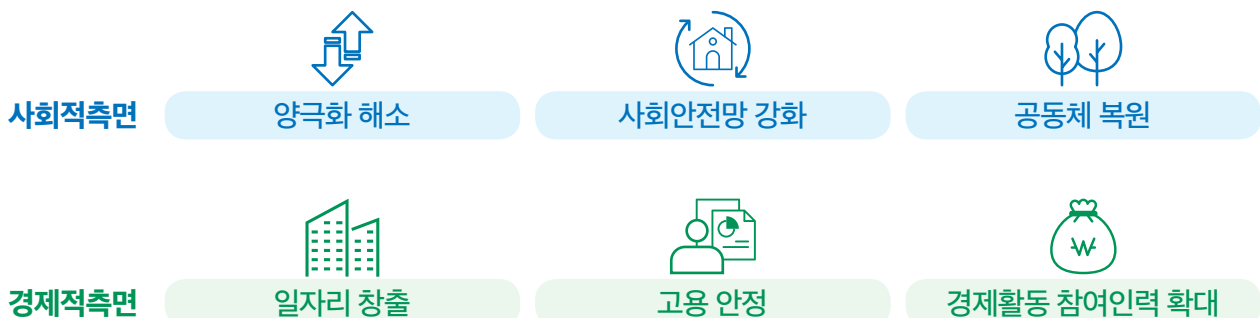 사회적측면 양극화 해소 사회안전망 강화 공동체 복원
₩
경제적측면 일자리 창출 고용 안정 경제활동 참여인력 확대